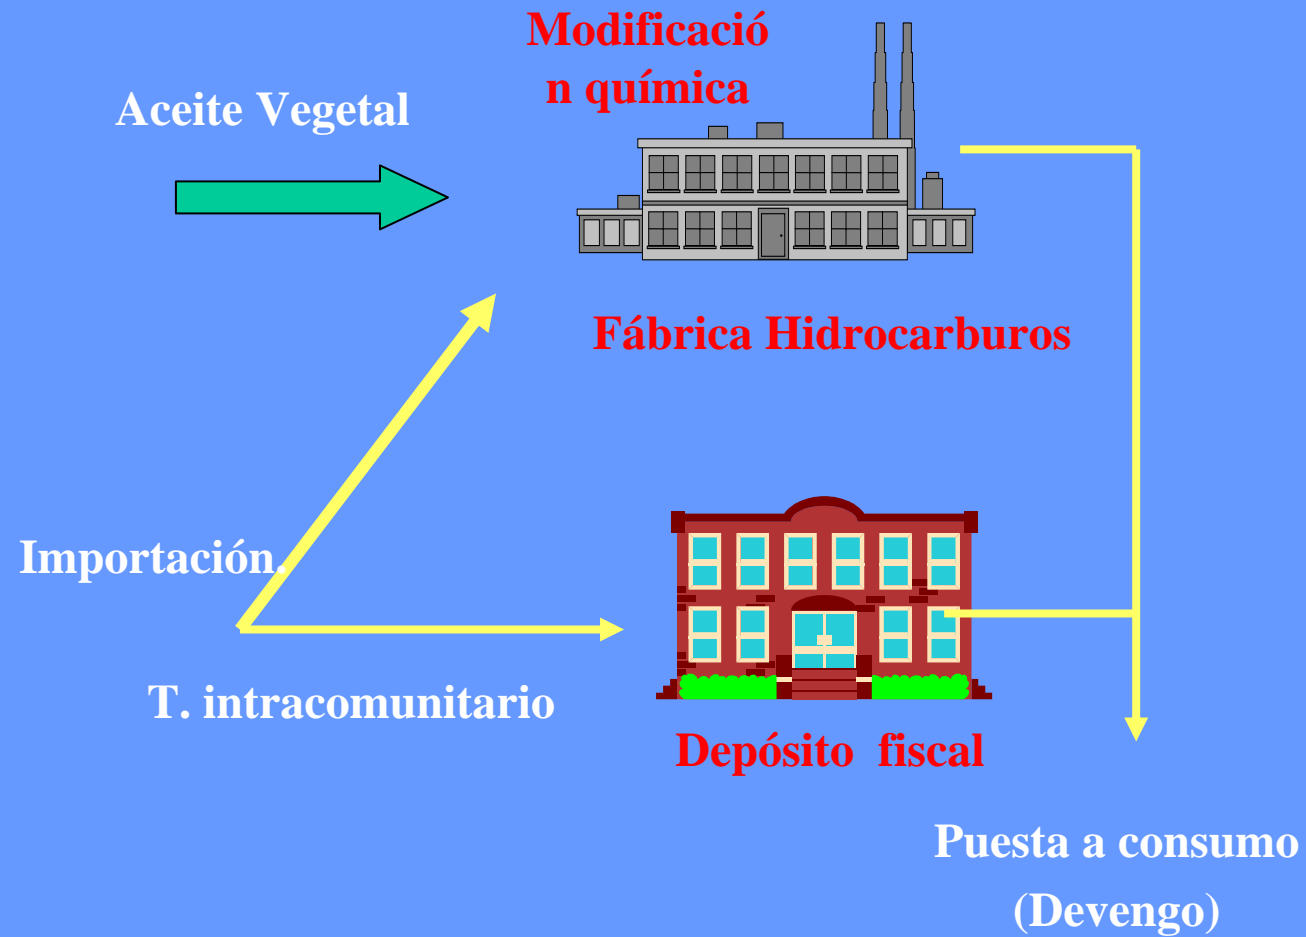 Modificació
n química
Aceite Vegetal
Fábrica Hidrocarburos
Importación.
T. intracomunitario
Depósito fiscal
Puesta a consumo
(Devengo)